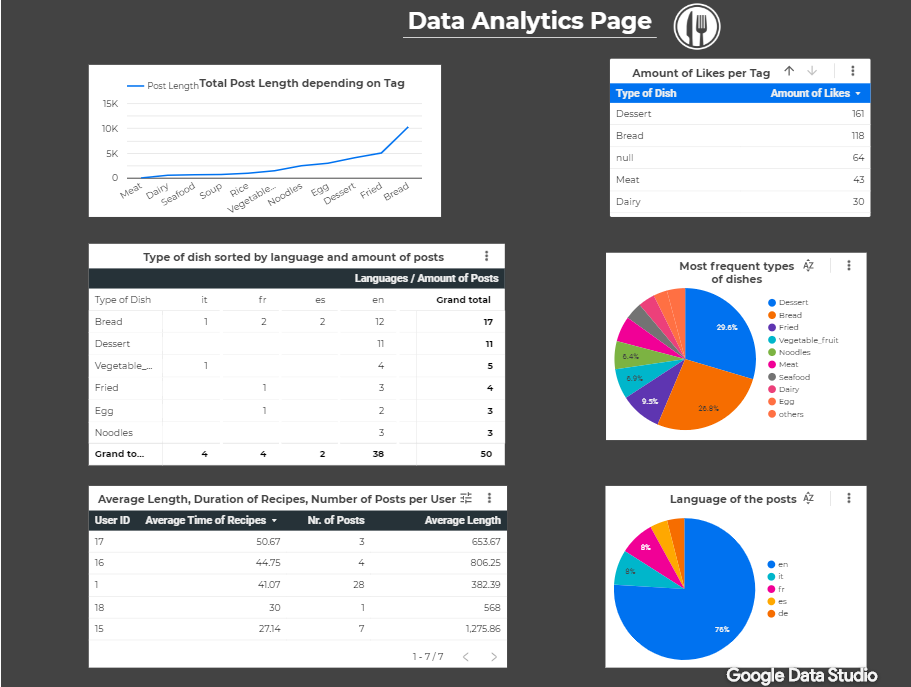 Data Analytics Page
Post Length
Total Post Length depending on Tag
15K
10K
5K
0
Meat
Dairy
Seafood
Soup
Rice
Vegetable...
Noodles
Egg
Dessert
Fried
Bread
Amount of Likes per Tag
Type of Dish Amount of Likes
Dessert 161
Bread 118
null 64
Meat 43
Dairy 30
Type of dish sorted by language and amount of posts
Languages / Amount of Posts
Type of Dish it fr es en Grand total
Bread 1 2 2 12 17
Dessert 11 11
Vegetable_... 1 4 5
Fried 1 3 4
Egg 1 2 3
Noodles 3 3
Grand to... 4 4 2 38 50
Most frequent types
of dishes
29.6%
26.8%
9.5%
6.9%
6.4%
Dessert
Bread
Fried
Vegetable_fruit
Noodles
Meat
Seafood
Dairy
Egg
others
Average Length, Duration of Recipes, Number of Posts per User
User ID Average Time of Recipes Nr. of Posts Average Length
17 50.67 3 653.67
16 44.75 4 806.25
1 41.07 28 382.39
18 30 1 568
15 27.14 7 1,275.86
1 - 7 / 7
Language of the posts
8%
8%
76%
en
it
fr
es
de
Google Data Studio